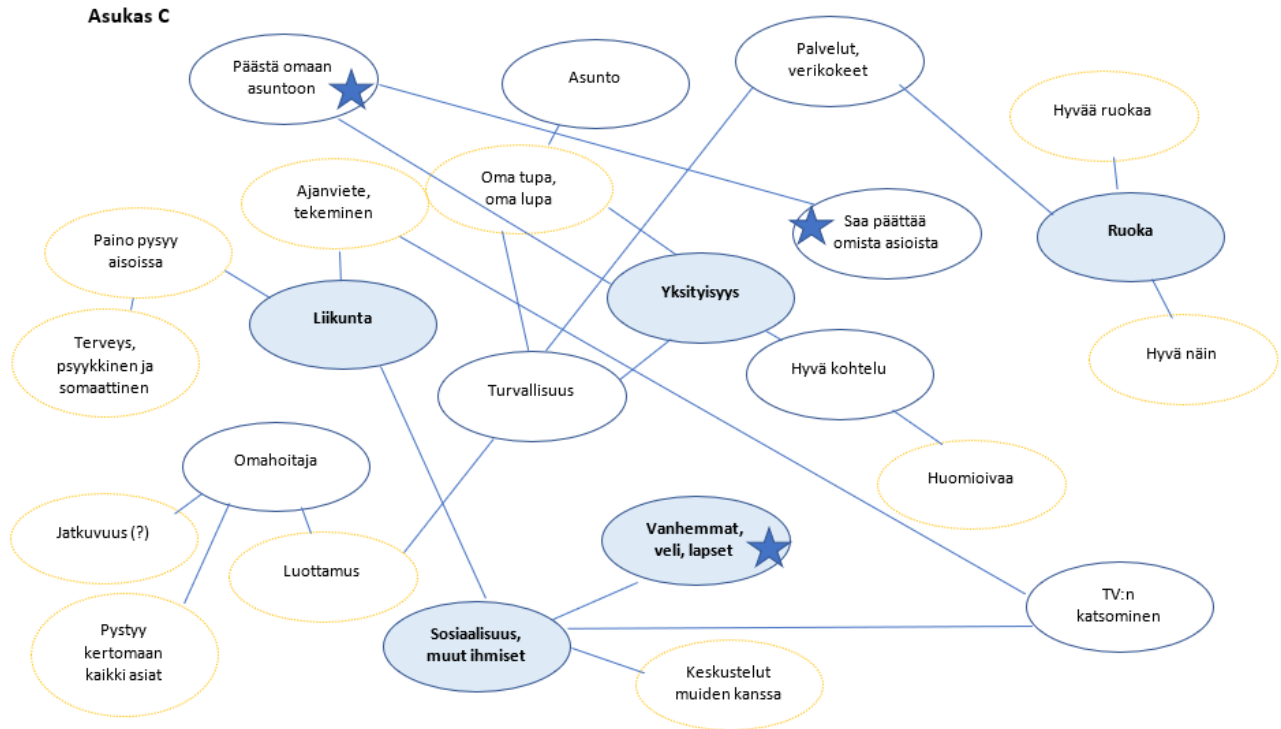 Asukas C
Päästä omaan
asuntoon
Asunto
Palvelut,
verikokeet
Hyvää ruokaa
Ajanviete,
tekeminen
Oma tupa,
oma lupa
Saa päättää
omista asioista
Ruoka
Paino pysyy
aisoissa
Liikunta
Yksityisyys
Terveys,
psyykkinen ja
somaattinen
Turvallisuus
Hyvä kohtelu
Hyvä näin
Omahoitaja
Huomioivaa
Jatkuvuus (?)
Luottamus
Vanhemmat,
veli, lapset
TV:n
katsominen
Pystyy
kertomaan
kaikki asiat
Sosiaalisuus,
muut ihmiset
Keskustelut
muiden kanssa